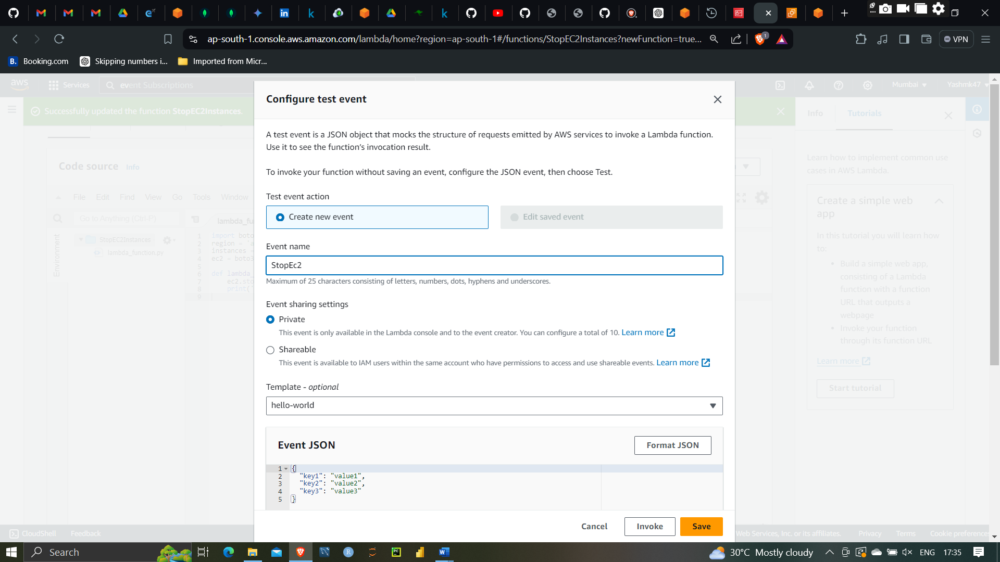 ap-south-1.console.aws.amazon.com/lambda/home?region=ap-south-1#/functions/StopEC2Instances?newFunction=true...
1
VPN
B. Booking.com
Skipping numbers i...
Imported from Micr...
aws
Services
event Subscriptions
Mumbai
Yashmk47
Successfully updated the function StopEC2Instances.
Info
Tutorials
Code source
Info
File Edit Find View Go Tools Window
Go to Anything (Ctrl-P)
lambda_fu
Environment
StopEC2Instances
lambda_function.py
1 import boto
2 region = 'a
3 instances =
4 ec2 = boto3
5
6 def lambda_
7 ec2.sto
8 print('
9
Configure test event
A test event is a JSON object that mocks the structure of requests emitted by AWS services to invoke a Lambda function.
Use it to see the function’s invocation result.
To invoke your function without saving an event, configure the JSON event, then choose Test.
Test event action
Create new event
Edit saved event
Event name
StopEc2
Maximum of 25 characters consisting of letters, numbers, dots, hyphens and underscores.
Event sharing settings
Private
This event is only available in the Lambda console and to the event creator. You can configure a total of 10. Learn more
Shareable
This event is available to IAM users within the same account who have permissions to access and use shareable events. Learn more
Template - optional
hello-world
Event JSON
Format JSON
1 {
2 "key1": "value1",
3 "key2": "value2",
4 "key3": "value3"
5 }
Cancel
Invoke
Save
Learn how to implement common use
cases in AWS Lambda.
Create a simple web
app
In this tutorial you will learn how
to:
• Build a simple web app,
consisting of a Lambda
function with a function
URL that outputs a
webpage
• Invoke your function
through its function URL
Learn more
Start tutorial
CloudShell
Feedback
Web Services, Inc. or its affiliates.
Privacy
Terms
Cookie preferences
Search
30°C Mostly cloudy
ENG
17:35